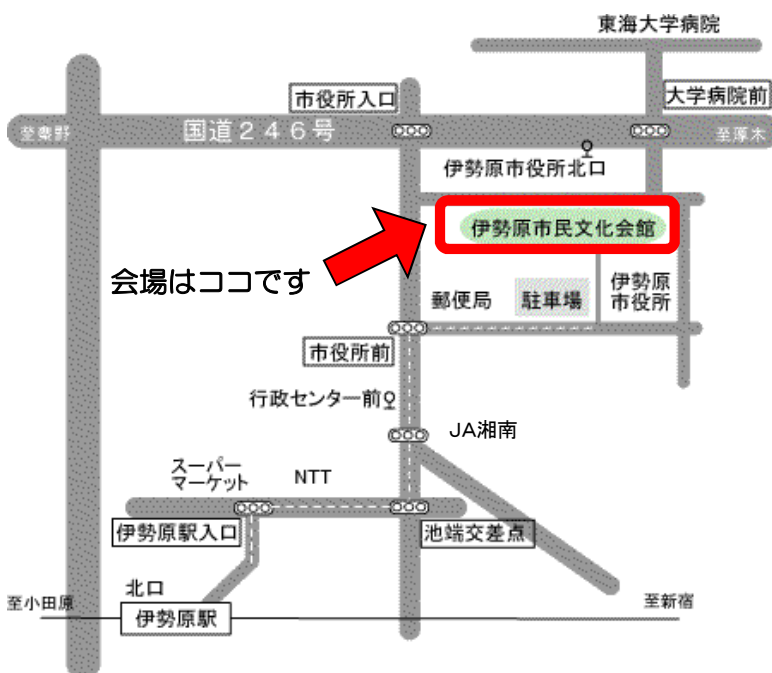 東海大学病院
市役所入口
大学病院前
至秦野
国道246号
至厚木
伊勢原市役所北口
伊勢原市民文化会館
会場はココです
郵便局
駐車場
伊勢原
市役所
市役所前
行政センター前
JA湘南
スーパー
マーケット
NTT
伊勢原駅入口
池端交差点
北口
至小田原
伊勢原駅
至新宿